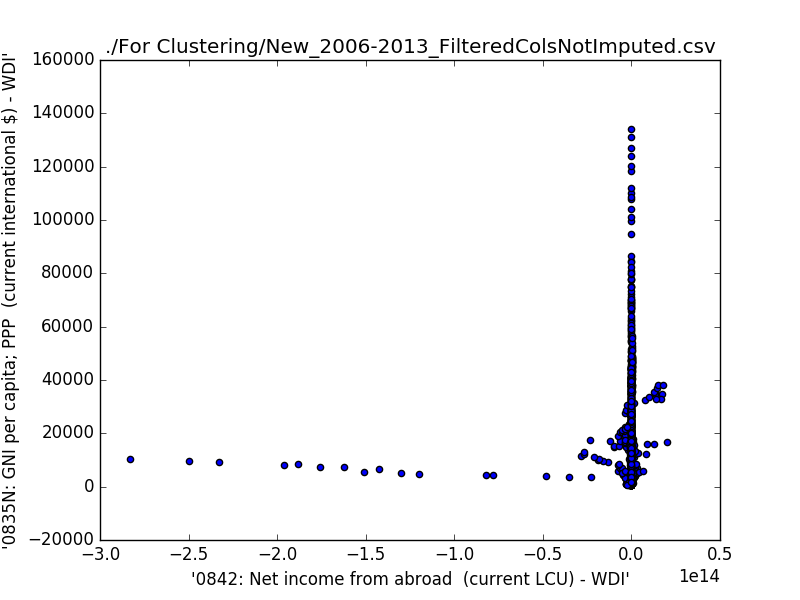 ./For Clustering/New_2006-2013_FilteredColsNotImputed.csv
'0835N: GNI per capita; PPP  (current international $) - WDI'
160000
140000
120000
100000
80000
60000
40000
20000
0
−20000
−3.0 −2.5 −2.0 −1.5 −1.0 −0.5 0.0 0.5
1e14
'0842: Net income from abroad  (current LCU) - WDI'